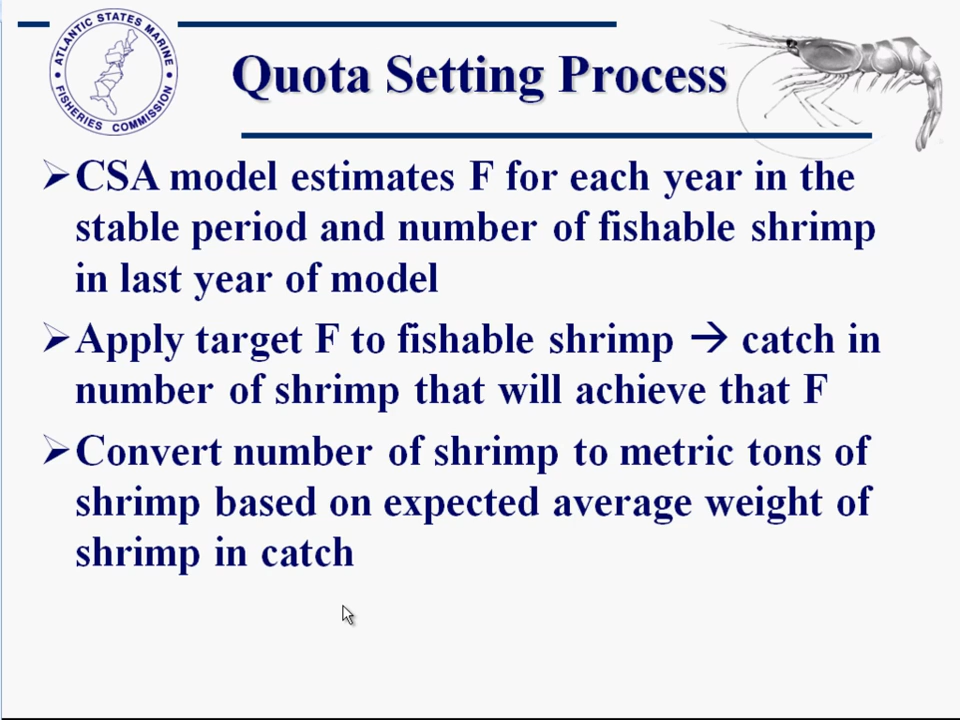 ATLANTIC STATES MARINE
FISHERIES COMMISSION
Quota Setting Process
➢CSA model estimates F for each year in the
stable period and number of fishable shrimp
in last year of model
➢Apply target F to fishable shrimp → catch in
number of shrimp that will achieve that F
➢Convert number of shrimp to metric tons of
shrimp based on expected average weight of
shrimp in catch